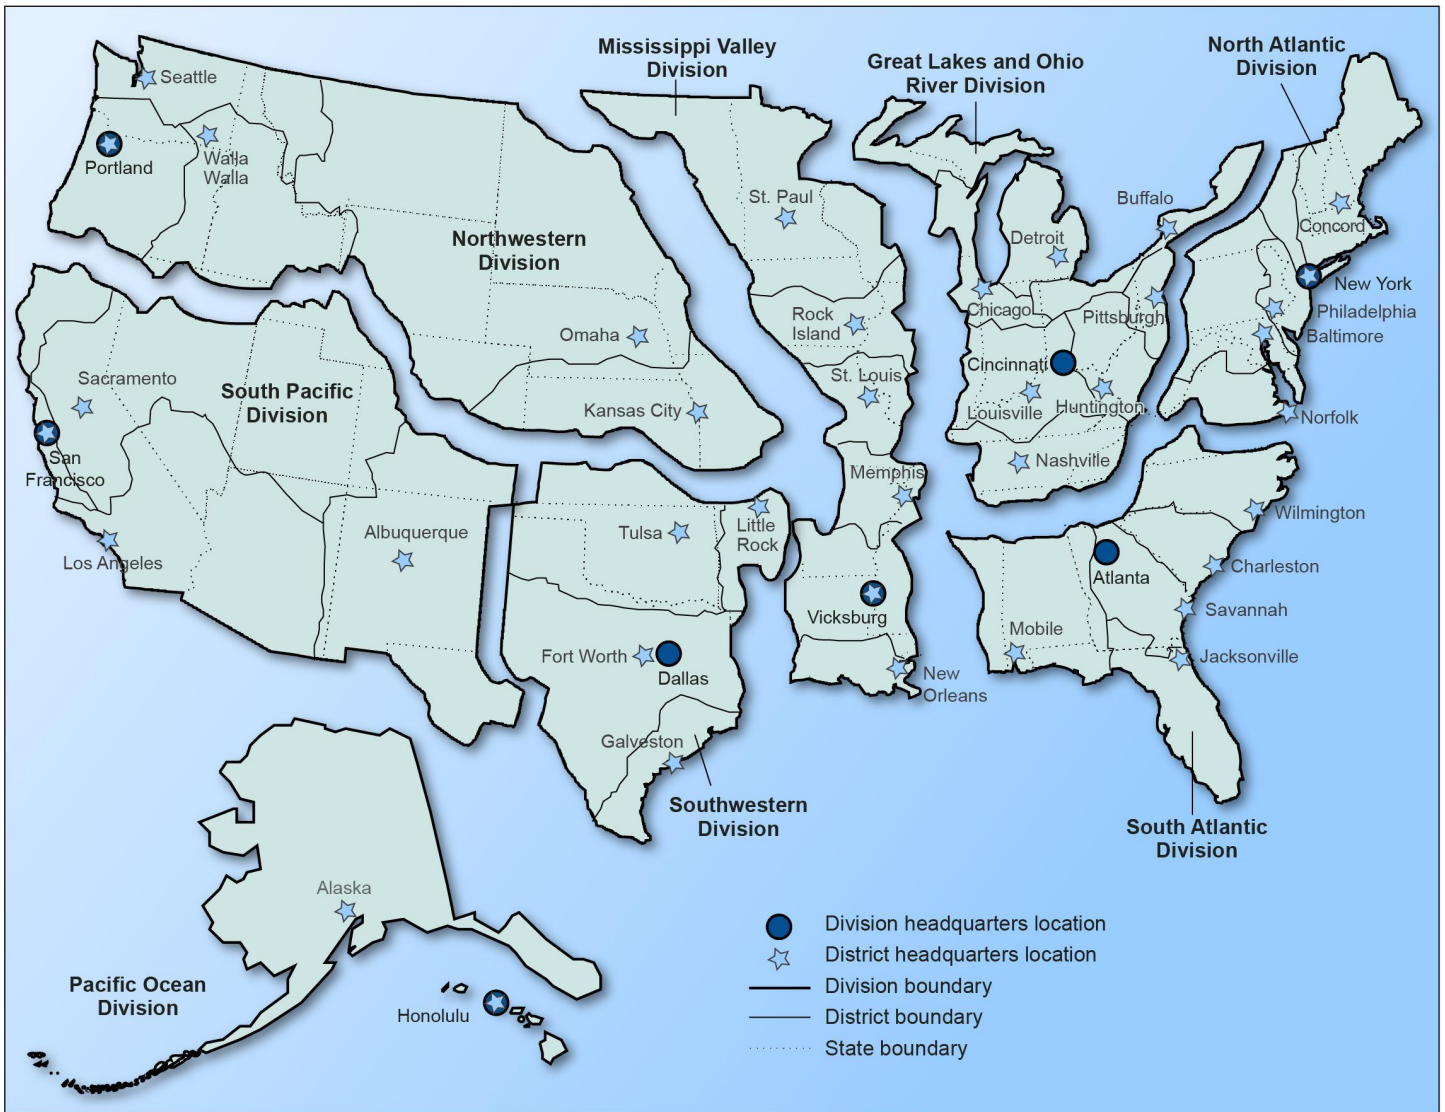 Mississippi Valley
Division
Great Lakes and Ohio
River Division
North Atlantic
Division
Seattle
Portland
Walla
Walla
St. Paul
Buffalo
Detroit
Concord
Northwestern
Division
New York
Chicago
Pittsburgh
Philadelphia
Rock
Island
Omaha
Baltimore
Cincinnati
Sacramento
St. Louis
South Pacific
Division
Kansas City
Louisville
Huntington
Norfolk
San
Francisco
Nashville
Memphis
Albuquerque
Tulsa
Little
Rock
Wilmington
Los Angeles
Charleston
Atlanta
Vicksburg
Savannah
Mobile
Fort Worth
Dallas
Jacksonville
New
Orleans
Galveston
Southwestern
Division
South Atlantic
Division
Alaska
Pacific Ocean
Division
Honolulu
Division headquarters location
District headquarters location
Division boundary
District boundary
State boundary